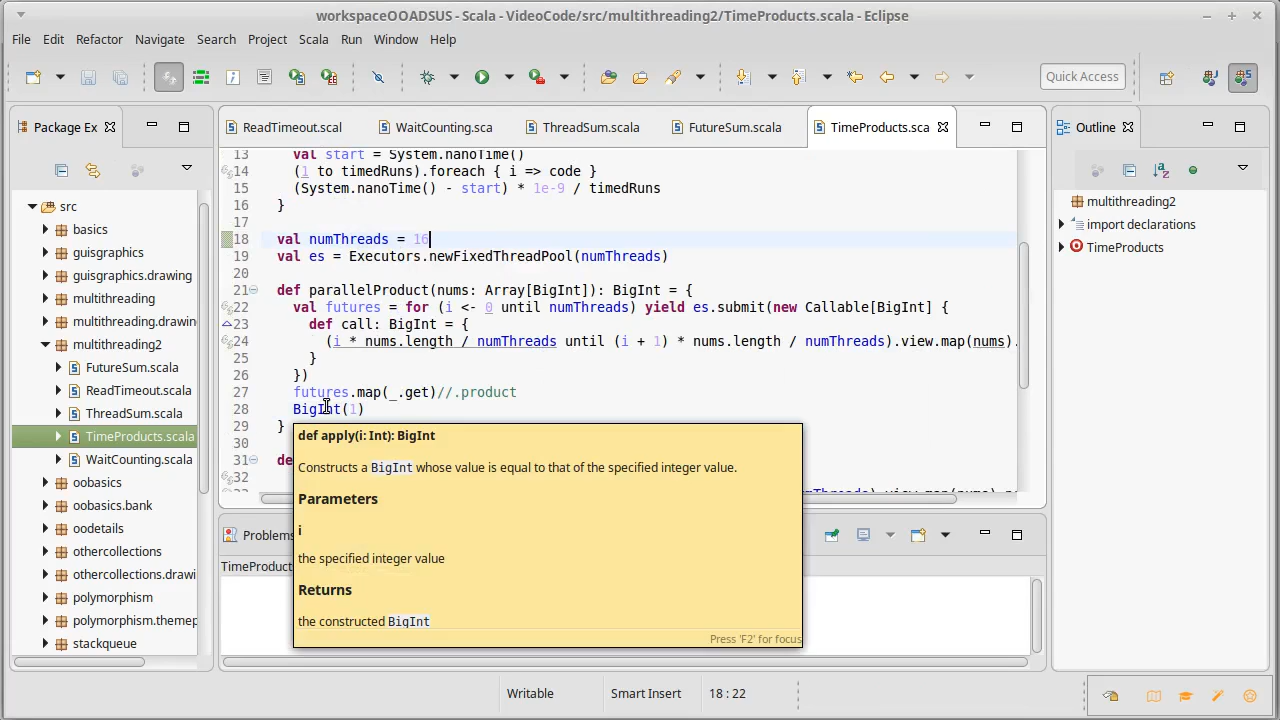 workspaceOOADSUS - Scala - VideoCode/src/multithreading2/TimeProducts.scala - Eclipse
File Edit Refactor Navigate Search Project Scala Run Window Help
Quick Access
Package Ex
src
basics
guisgraphics
guisgraphics.drawing
multithreading
multithreading.drawin
multithreading2
FutureSum.scala
ReadTimeout.scala
ThreadSum.scala
TimeProducts.scala
WaitCounting.scala
oobasics
oobasics.bank
oodetails
othercollections
othercollections.drawi
polymorphism
polymorphism.themep
stackqueue
ReadTimeout.scal WaitCounting.sca ThreadSum.scala FutureSum.scala TimeProducts.sca
13 val start = System.nanoTime()
14 (1 to timedRuns).foreach { i => code }
15 (System.nanoTime() - start) * 1e-9 / timedRuns
16 }
17
18 val numThreads = 16
19 val es = Executors.newFixedThreadPool(numThreads)
20
21 def parallelProduct(nums: Array[BigInt]): BigInt = {
22 val futures = for (i <- 0 until numThreads) yield es.submit(new Callable[BigInt] {
23 def call: BigInt = {
24 (i * nums.length / numThreads until (i + 1) * nums.length / numThreads).view.map(nums).
25 }
26 })
27 futures.map(_.get)//.product
28 BigInt(1)
29 }
30
31 de
32
def apply(i: Int): BigInt
Constructs a BigInt whose value is equal to that of the specified integer value.
Parameters
i
the specified integer value
Returns
the constructed BigInt
Press 'F2' for focus
Problems
TimeProduct
Outline
multithreading2
import declarations
TimeProducts
Writable Smart Insert 18 : 22